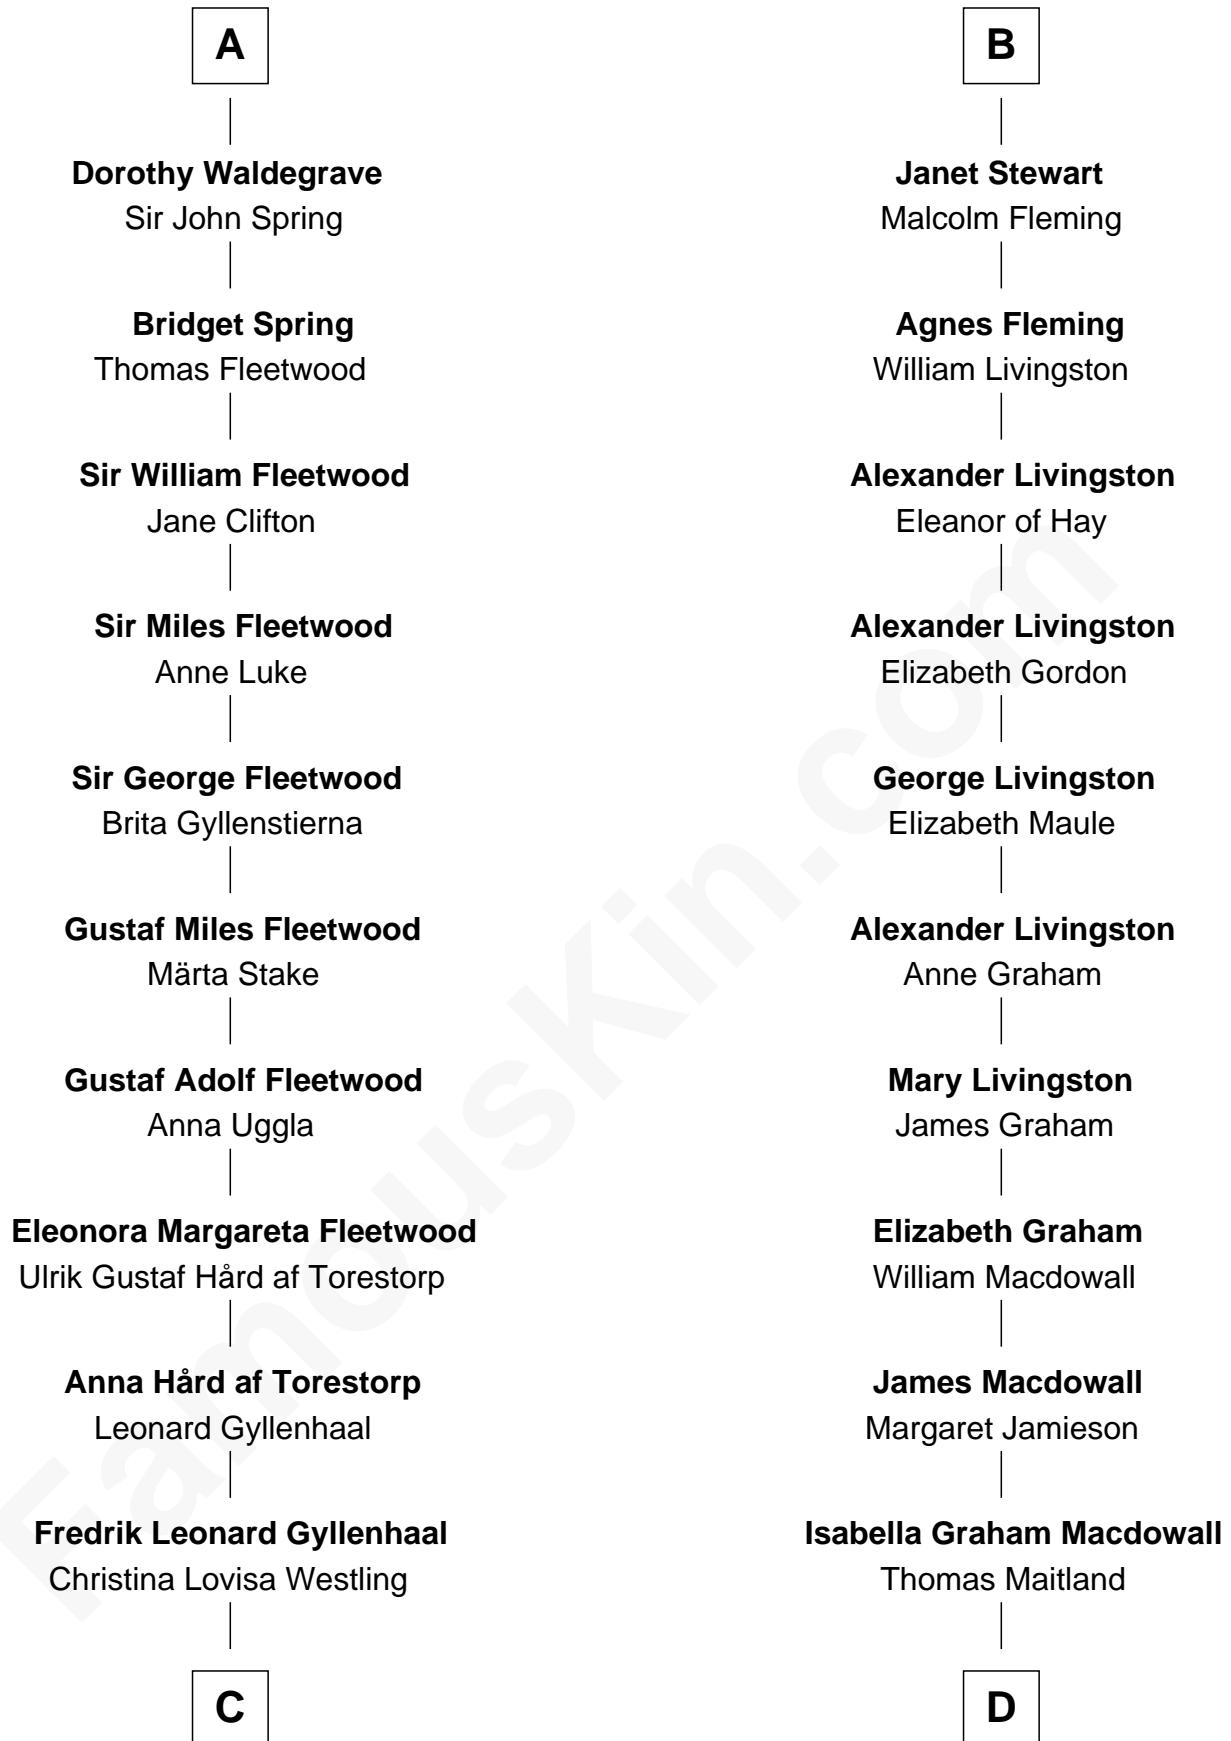 A
Dorothy Waldegrave
Sir John Spring
Bridget Spring
Thomas Fleetwood
Sir William Fleetwood
Jane Clifton
Sir Miles Fleetwood
Anne Luke
Sir George Fleetwood
Brita Gyllenstierna
Gustaf Miles Fleetwood
Märta Stake
Gustaf Adolf Fleetwood
Anna Uggla
Eleonora Margareta Fleetwood
Ulrik Gustaf Hård af Torestorp
Anna Hård af Torestorp
Leonard Gyllenhaal
Fredrik Leonard Gyllenhaal
Christina Lovisa Westling
C
B
Janet Stewart
Malcolm Fleming
Agnes Fleming
William Livingston
Alexander Livingston
Eleanor of Hay
Alexander Livingston
Elizabeth Gordon
George Livingston
Elizabeth Maule
Alexander Livingston
Anne Graham
Mary Livingston
James Graham
Elizabeth Graham
William Macdowall
James Macdowall
Margaret Jamieson
Isabella Graham Macdowall
Thomas Maitland
D
FamousKin.com